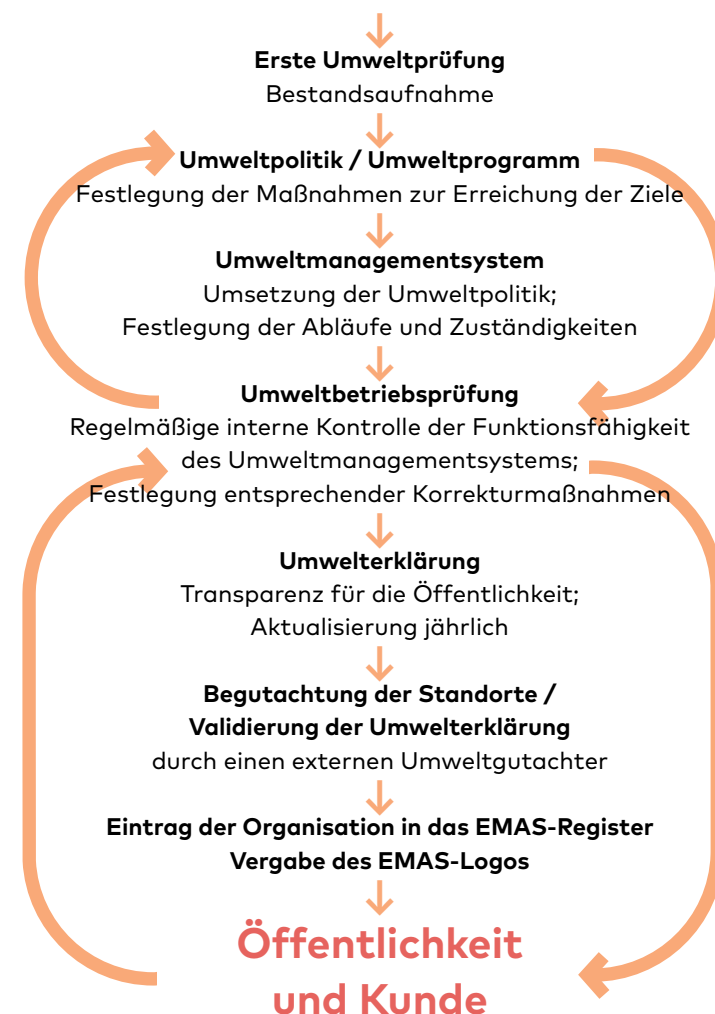 Erste Umweltprüfung
Bestandsaufnahme
Umweltpolitik / Umweltprogramm
Festlegung der Maßnahmen zur Erreichung der Ziele
Umweltmanagementsystem
Umsetzung der Umweltpolitik;
Festlegung der Abläufe und Zuständigkeiten
Umweltbetriebsprüfung
Regelmäßige interne Kontrolle der Funktionsfähigkeit
des Umweltmanagementsystems;
Festlegung entsprechender Korrekturmaßnahmen
Umwelterklärung
Transparenz für die Öffentlichkeit;
Aktualisierung jährlich
Begutachtung der Standorte /
Validierung der Umwelterklärung
durch einen externen Umweltgutachter
Eintrag der Organisation in das EMAS-Register
Vergabe des EMAS-Logos
Öffentlichkeit
und Kunde